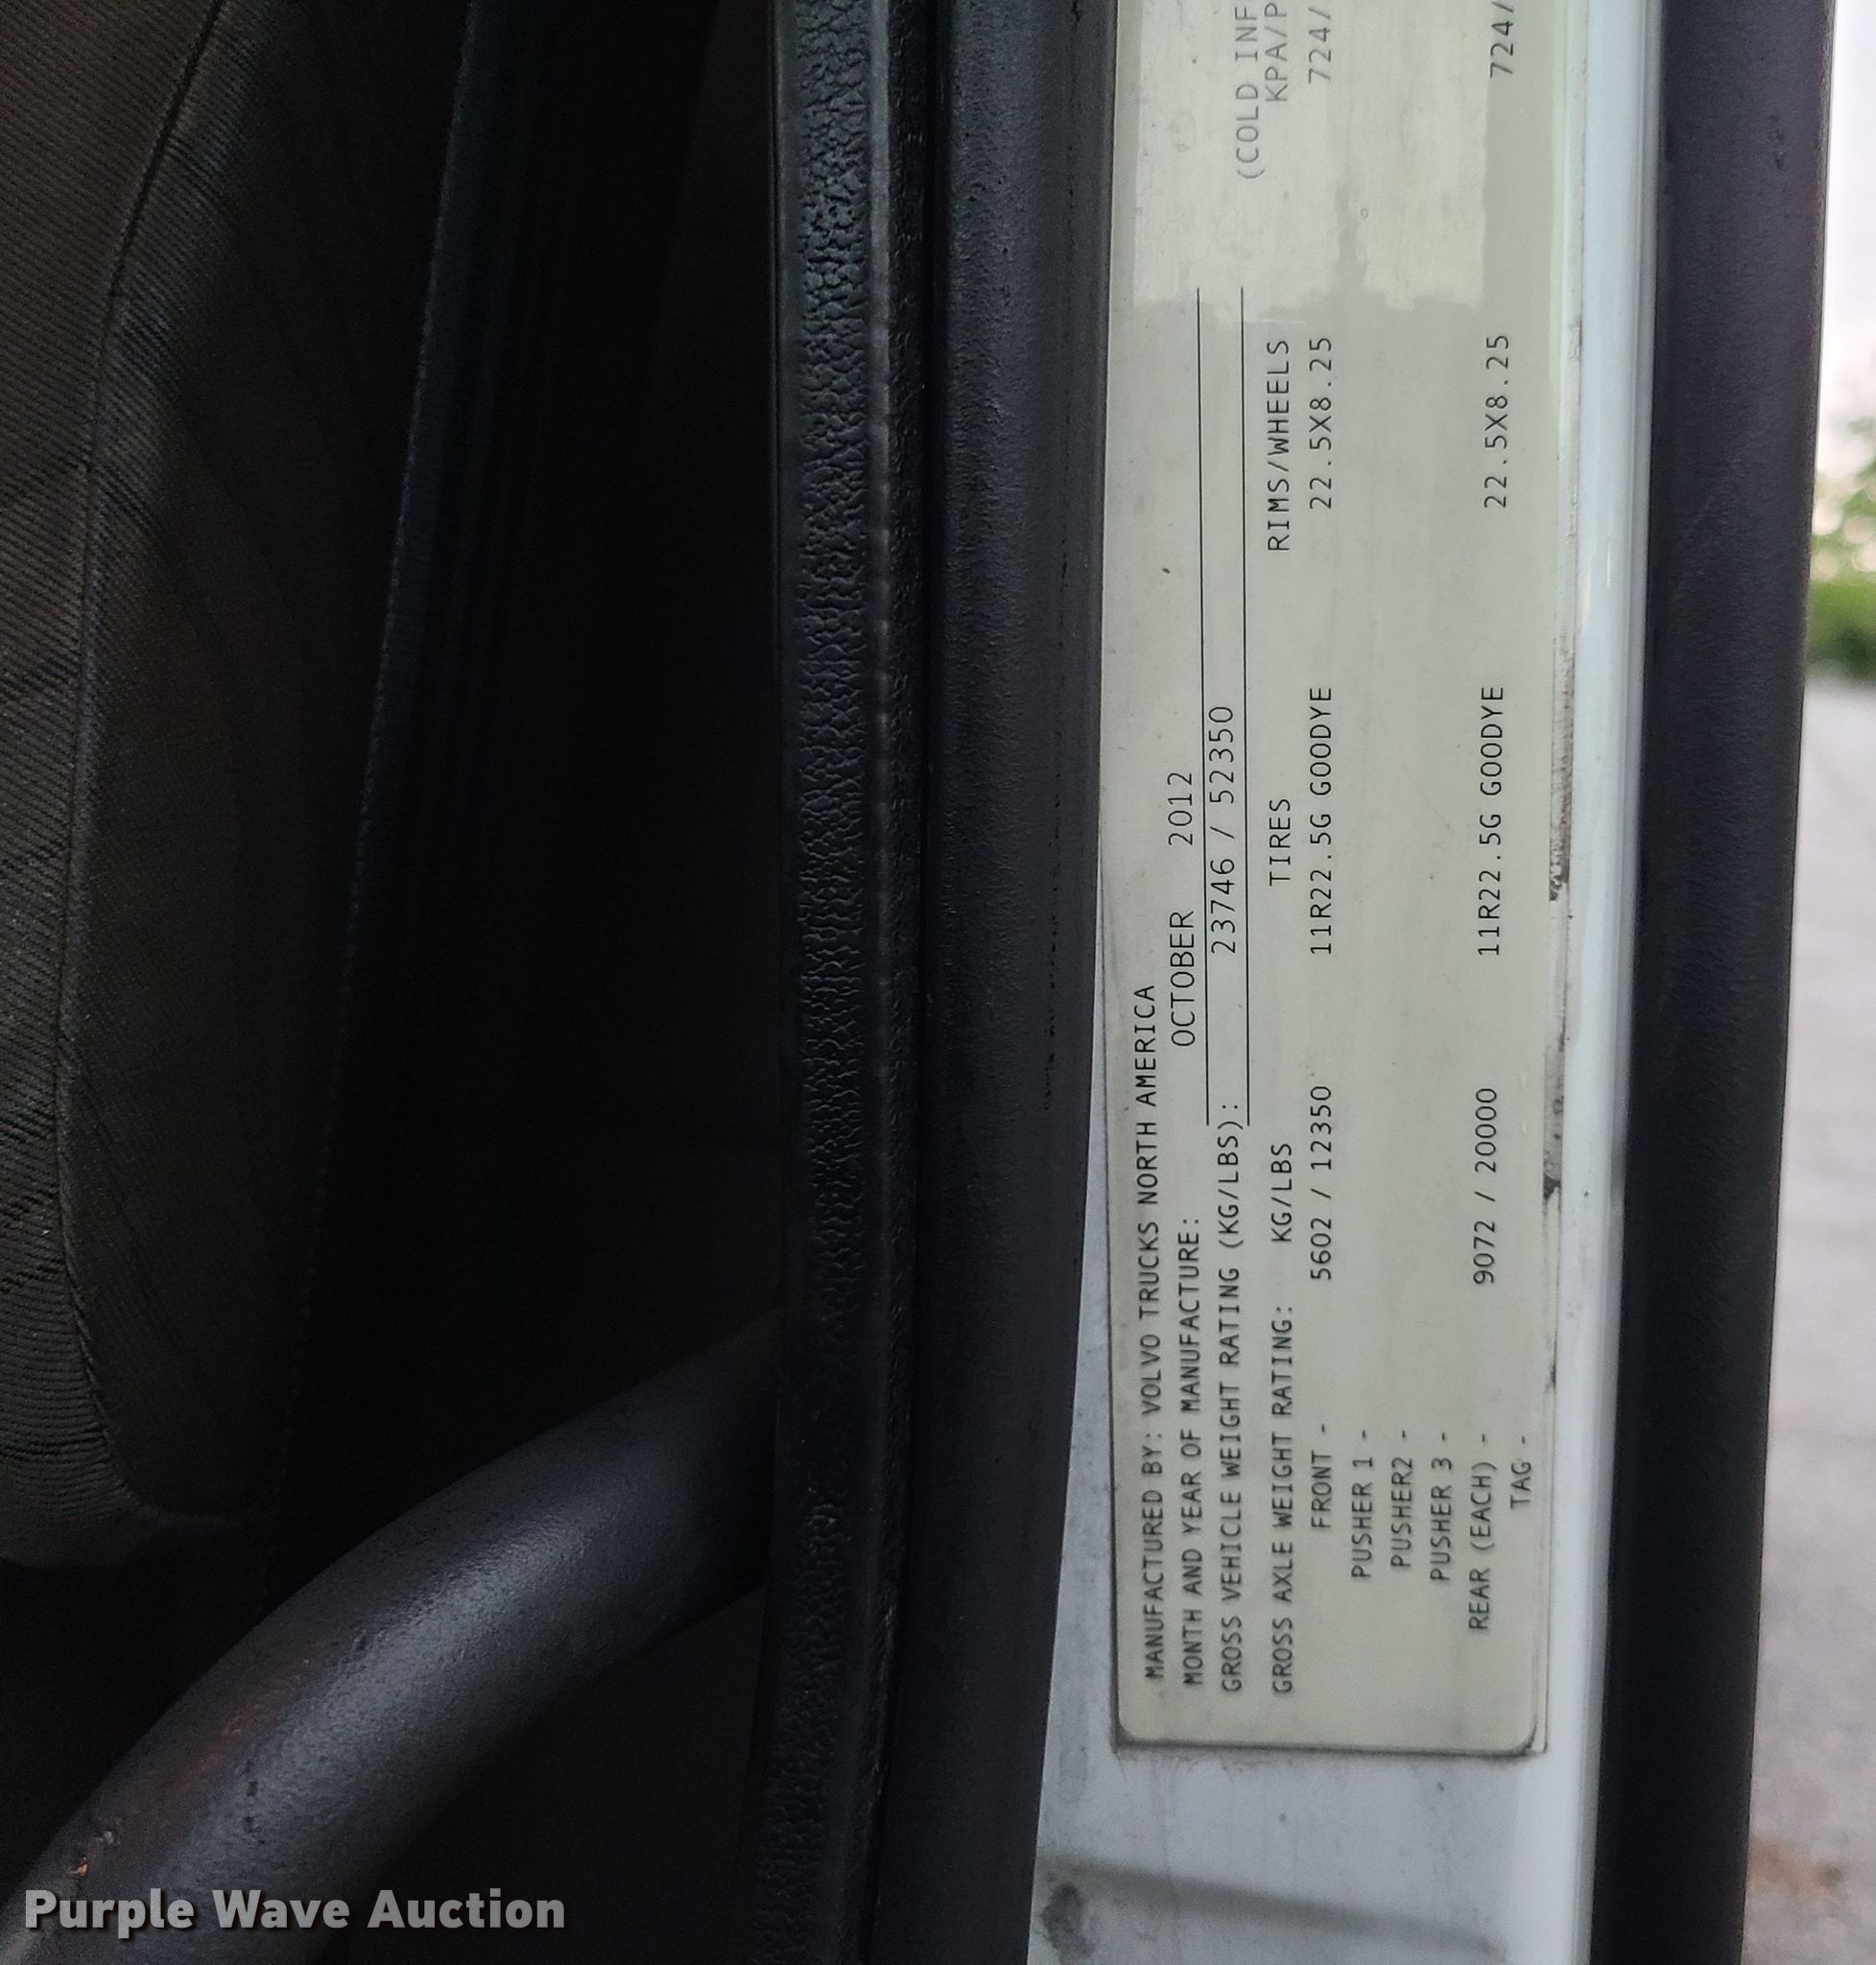 MANUFACTURED BY: VOLVO TRUCKS NORTH AMERICA
MONTH AND YEAR OF MANUFACTURE: OCTOBER 2012
GROSS VEHICLE WEIGHT RATING (KG/LBS): 23746 / 52350
(COLD INF
GROSS AXLE WEIGHT RATING: KG/LBS TIRES RIMS/WHEELS KPA/P
FRONT - 5602 / 12350 11R22.5G GOODYE 22.5X8.25 724/
PUSHER 1 -
PUSHER2 -
PUSHER 3 -
REAR (EACH) - 9072 / 20000 11R22.5G GOODYE 22.5X8.25 724/
TAG -
Purple Wave Auction